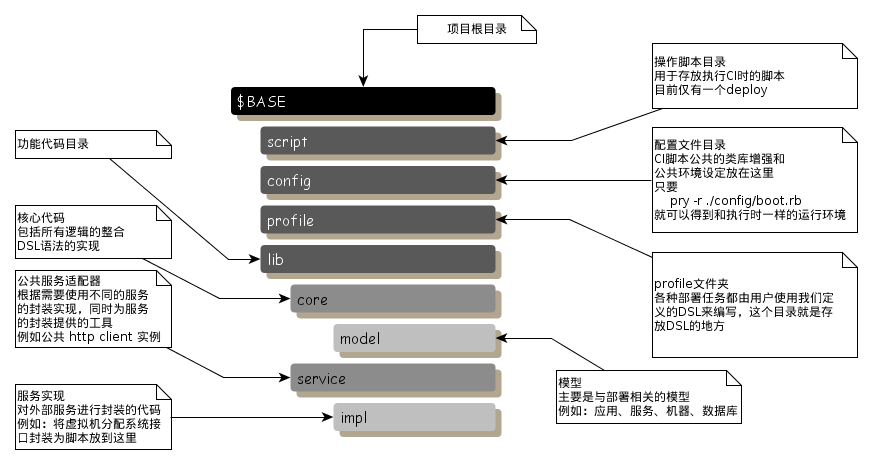 项目根目录
操作脚本目录
用于存放执行CI时的脚本
目前仅有一个deploy
$BASE
功能代码目录
script
配置文件目录
CI脚本公共的类库增强和
公共环境设定放在这里
只要
pry -r ./config/boot.rb
就可以得到和执行时一样的运行环境
config
核心代码
包括所有逻辑的整合
DSL语法的实现
profile
lib
profile文件夹
各种部署任务都由用户使用我们定
义的DSL来编写，这个目录就是存
放DSL的地方
公共服务适配器
根据需要使用不同的服务
的封装实现，同时为服务
的封装提供的工具
例如公共 http client 实例
core
model
service
模型
主要是与部署相关的模型
例如：应用、服务、机器、数据库
服务实现
对外部服务进行封装的代码
例如：将虚拟机分配系统接
口封装为脚本放到这里
impl